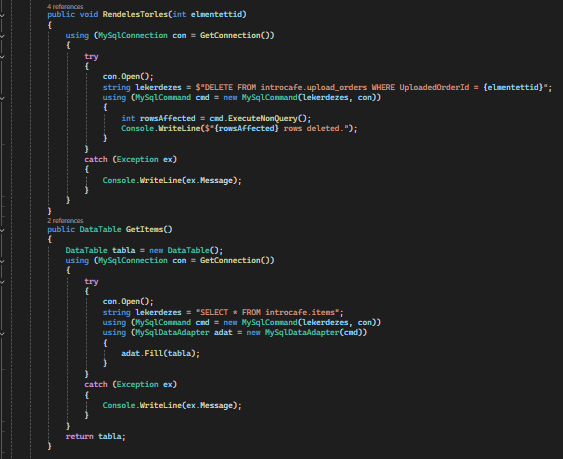 4 references
public void RendelesTorles(int elmentettid)
{
using (MySqlConnection con = GetConnection())
{
try
{
con.Open();
string lekerdezes = $"DELETE FROM introcafe.upload_orders WHERE UploadedOrderId = {elmentettid}";
using (MySqlCommand cmd = new MySqlCommand(lekerdezes, con))
{
int rowsAffected = cmd.ExecuteNonQuery();
Console.WriteLine($"{rowsAffected} rows deleted.");
}
}
catch (Exception ex)
{
Console.WriteLine(ex.Message);
}
}
}
2 references
public DataTable GetItems()
{
DataTable tabla = new DataTable();
using (MySqlConnection con = GetConnection())
{
try
{
con.Open();
string lekerdezes = "SELECT * FROM introcafe.items";
using (MySqlCommand cmd = new MySqlCommand(lekerdezes, con))
using (MySqlDataAdapter adat = new MySqlDataAdapter(cmd))
{
adat.Fill(tabla);
}
}
catch (Exception ex)
{
Console.WriteLine(ex.Message);
}
}
return tabla;
}